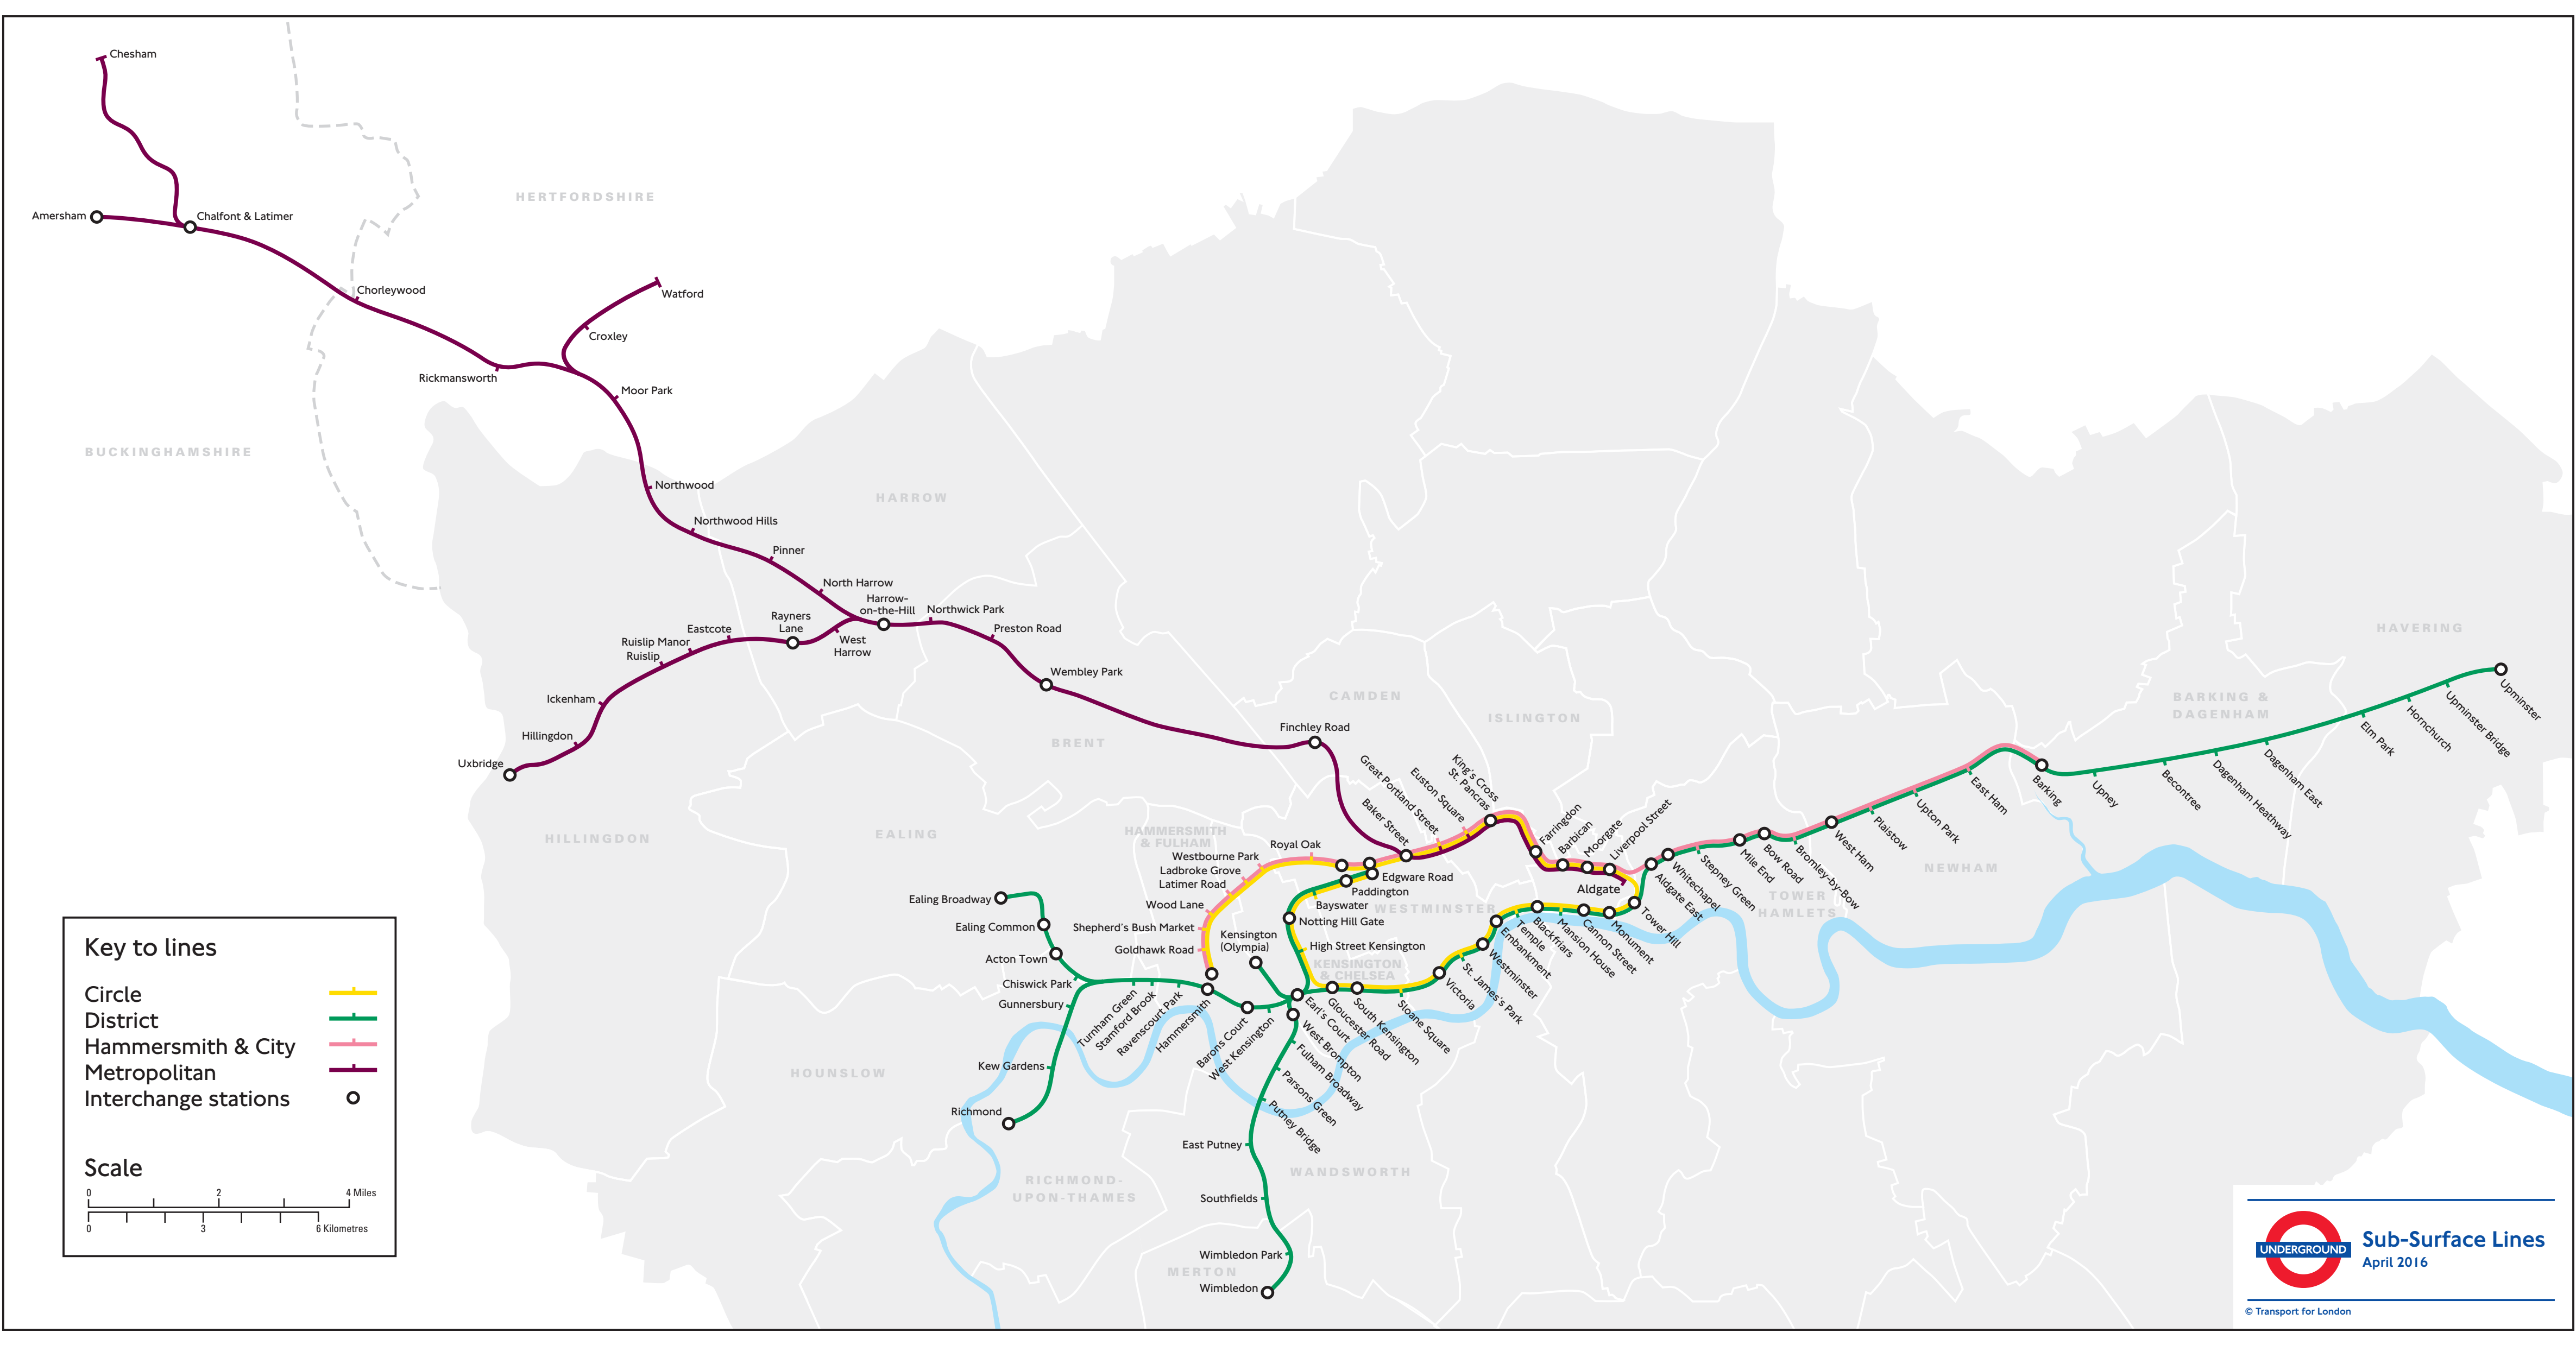 Chesham
Amersham
Chalfont & Latimer
HERTFORDSHIRE
Chorleywood
Watford
Croxley
Rickmansworth
Moor Park
BUCKINGHAMSHIRE
Northwood
HARROW
Northwood Hills
Pinner
North Harrow
Harrow-
on-the-Hill
Northwick Park
Rayners
Lane
Eastcote
Preston Road
Ruislip Manor
West
Harrow
Ruislip
Wembley Park
Ickenham
Hillingdon
Uxbridge
Finchley Road
CAMDEN
ISLINGTON
BRENT
HAVERING
BARKING &
DAGENHAM
HILLINGDON
EALING
HAMMERSMITH
& FULHAM
Great Portland Street
Euston Square
King's Cross
St. Pancras
Baker Street
Farringdon
Barbican
Moorgate
Liverpool Street
Aldgate
Royal Oak
Westbourne Park
Ladbroke Grove
Latimer Road
Edgware Road
Paddington
Bayswater
WESTMINSTER
Wood Lane
Notting Hill Gate
Shepherd's Bush Market
Kensington
(Olympia)
Goldhawk Road
High Street Kensington
KENSINGTON
& CHELSEA
Ealing Broadway
Ealing Common
Acton Town
Chiswick Park
Gunnersbury
Turnham Green
Stamford Brook
Ravenscourt Park
Hammersmith
Barons Court
West Kensington
Earl's Court
Gloucester Road
South Kensington
Sloane Square
Victoria
St. James's Park
Westminster
Embankment
Temple
Blackfriars
Mansion House
Cannon Street
Monument
Tower Hill
Aldgate East
Whitechapel
Stepney Green
Mile End
Bow Road
Bromley-by-Bow
West Ham
Plaistow
Upton Park
East Ham
Barking
Upney
Becontree
Dagenham Heathway
Dagenham East
Elm Park
Hornchurch
Upminster Bridge
Upminster
TOWER
HAMLETS
NEWHAM
HOUNSLOW
Kew Gardens
Richmond
West Brompton
Fulham Broadway
Parsons Green
Putney Bridge
East Putney
Southfields
Wimbledon Park
Wimbledon
RICHMOND-
UPON-THAMES
WANDSWORTH
MERTON
Key to lines
Circle
District
Hammersmith & City
Metropolitan
Interchange stations
Scale
0 2 4 Miles
0 3 6 Kilometres
UNDERGROUND
Sub-Surface Lines
April 2016
© Transport for London